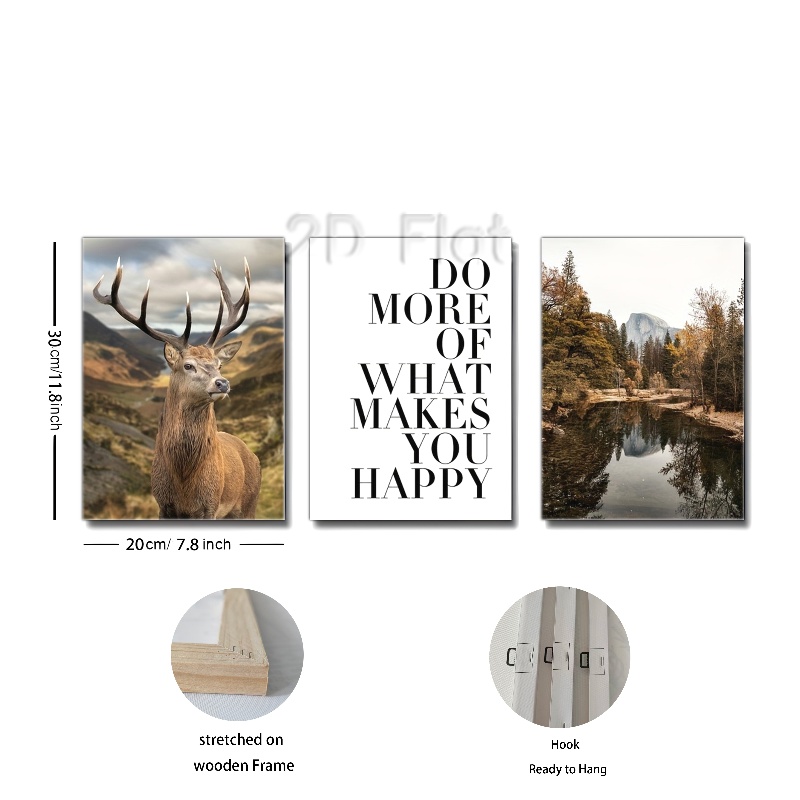 2D Flat
DO
MORE
OF
WHAT
MAKES
YOU
HAPPY
30cm/11.8inch
20cm/ 7.8 inch
stretched on
wooden Frame
Hook
Ready to Hang